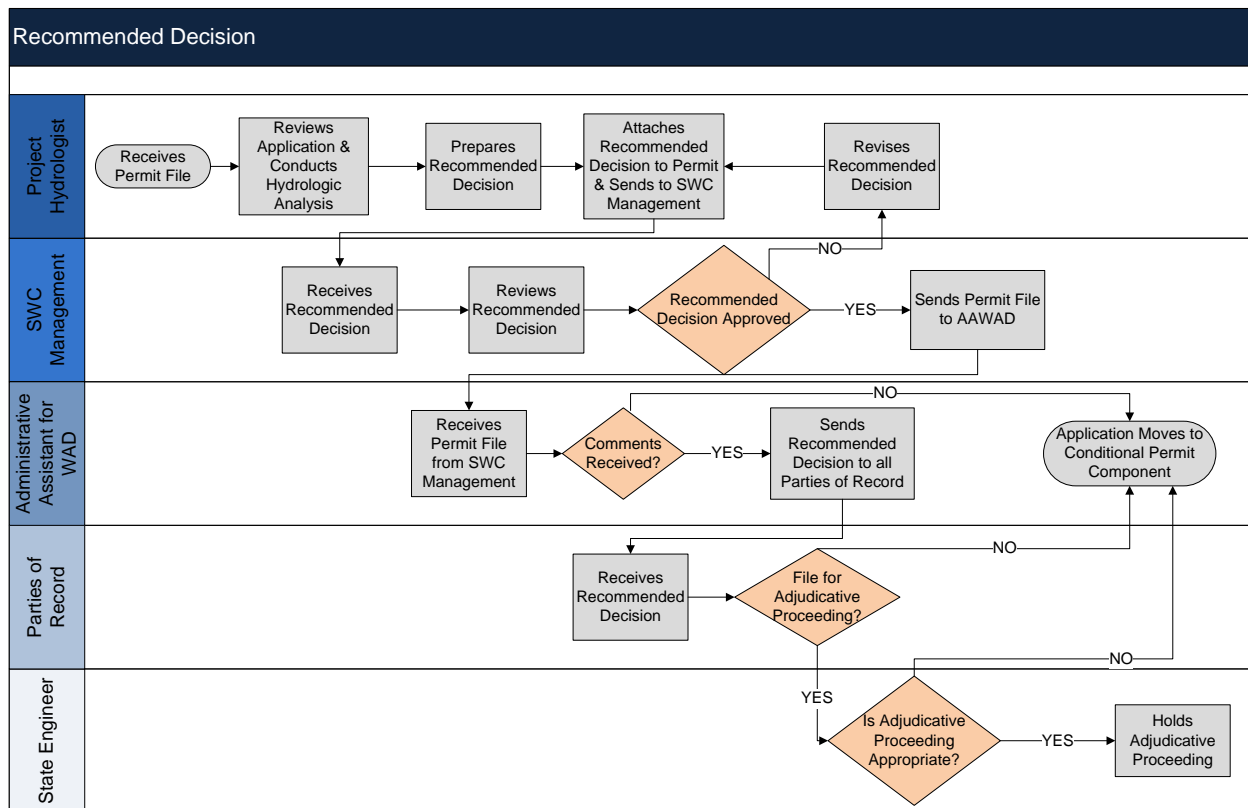 Recommended Decision
Project
Hydrologist
Receives
Permit File
Reviews
Application &
Conducts
Hydrologic
Analysis
Prepares
Recommended
Decision
Attaches
Recommended
Decision to Permit
& Sends to SWC
Management
Revises
Recommended
Decision
NO
SWC
Management
Receives
Recommended
Decision
Reviews
Recommended
Decision
Recommended
Decision Approved
YES
Sends Permit File
to AAWAD
Administrative
Assistant for
WAD
Receives
Permit File
from SWC
Management
Comments
Received?
NO
YES
Sends
Recommended
Decision to all
Parties of Record
Application Moves to
Conditional Permit
Component
Parties of
Record
Receives
Recommended
Decision
File for
Adjudicative
Proceeding?
NO
YES
State Engineer
Is Adjudicative
Proceeding
Appropriate?
NO
YES
Holds
Adjudicative
Proceeding